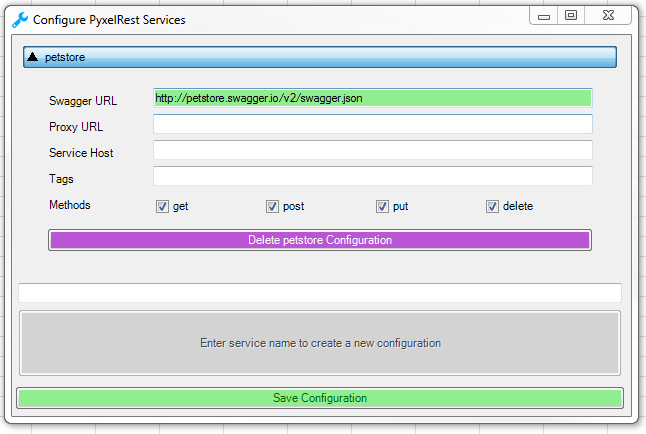 Configure PyxelRest Services
petstore
Swagger URL http://petstore.swagger.io/v2/swagger.json
Proxy URL
Service Host
Tags
Methods get post put delete
Delete petstore Configuration
Enter service name to create a new configuration
Save Configuration